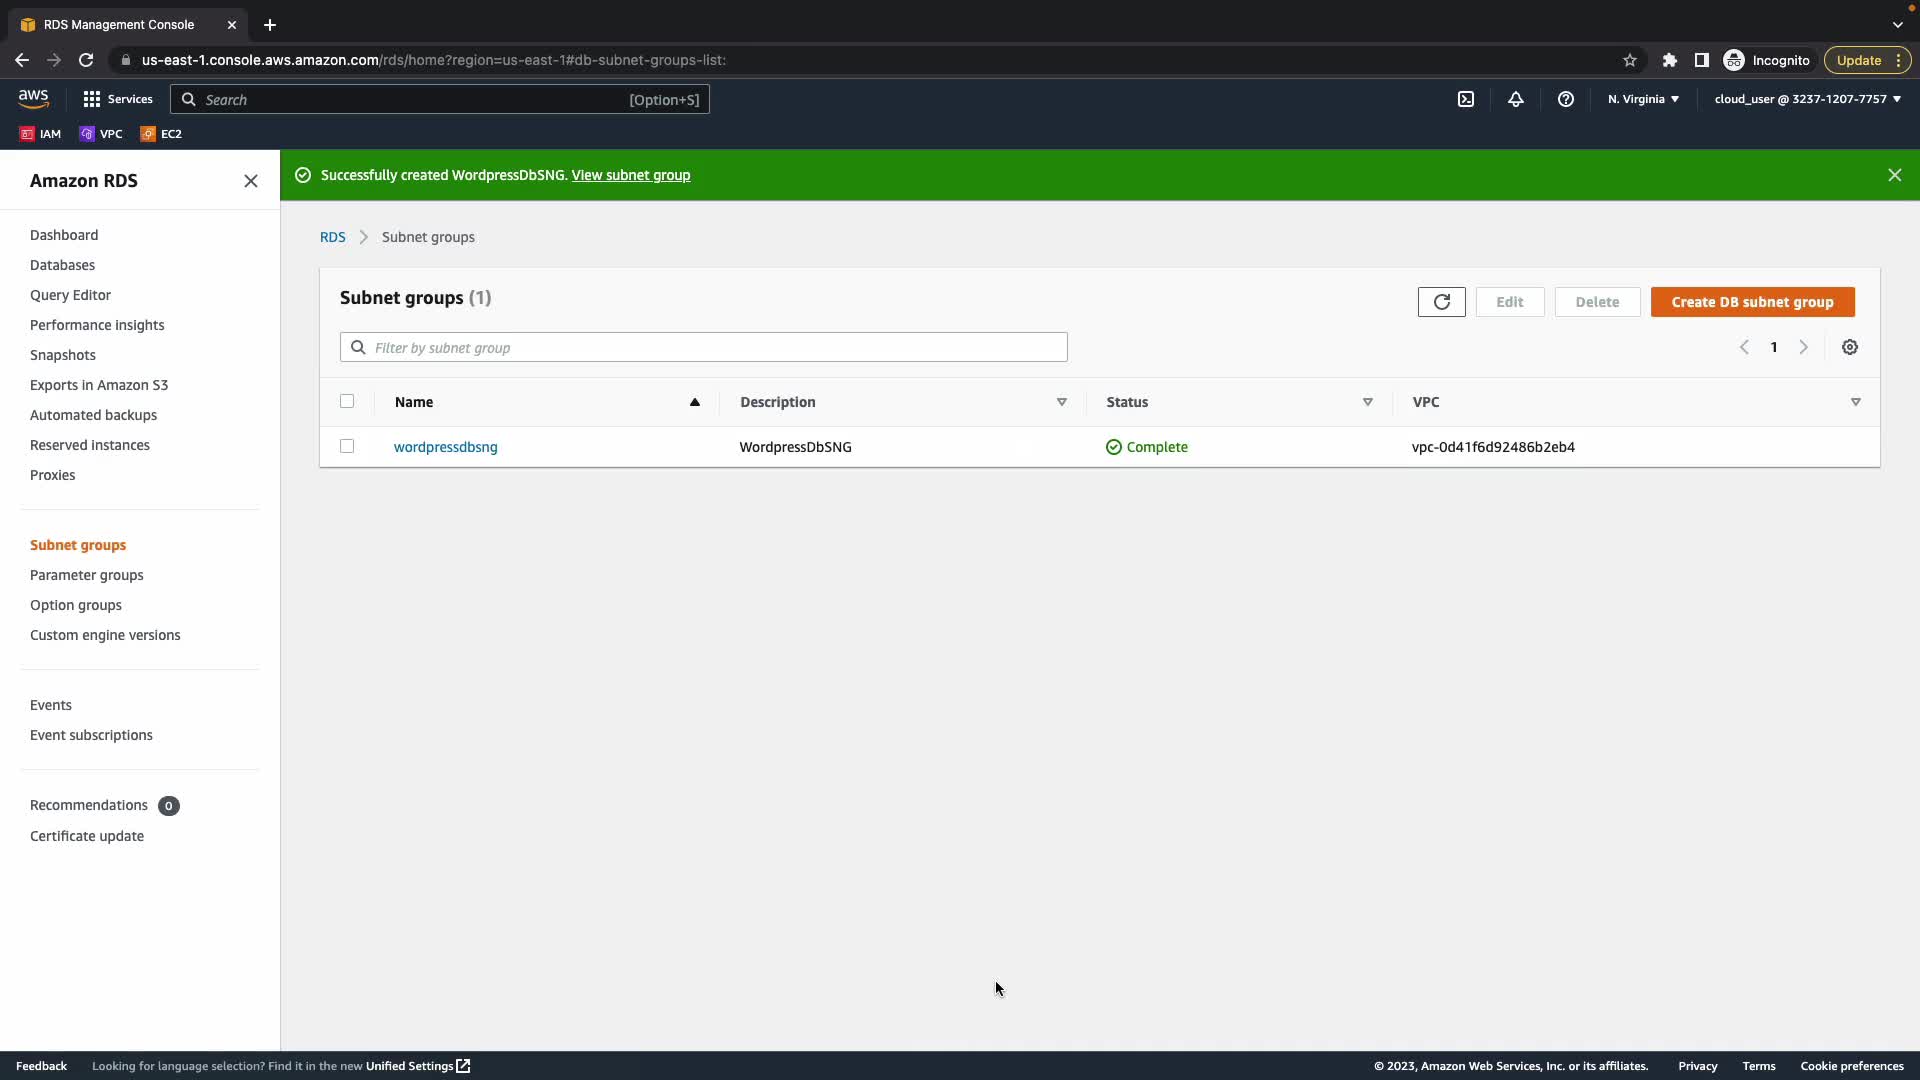 RDS Management Console
us-east-1.console.aws.amazon.com/rds/home?region=us-east-1#db-subnet-groups-list:
Incognito
Update
aws
Services
Search
[Option+S]
N. Virginia
cloud_user @ 3237-1207-7757
IAM
VPC
EC2
Amazon RDS
Successfully created WordpressDbSNG. View subnet group
Dashboard
Databases
Query Editor
Performance insights
Snapshots
Exports in Amazon S3
Automated backups
Reserved instances
Proxies
Subnet groups
Parameter groups
Option groups
Custom engine versions
Events
Event subscriptions
Recommendations 0
Certificate update
RDS
Subnet groups
Subnet groups (1)
Edit
Delete
Create DB subnet group
Filter by subnet group
1
Name
Description
Status
VPC
wordpressdbsng
WordpressDbSNG
Complete
vpc-0d41f6d92486b2eb4
Feedback
Looking for language selection? Find it in the new Unified Settings
© 2023, Amazon Web Services, Inc. or its affiliates.
Privacy
Terms
Cookie preferences